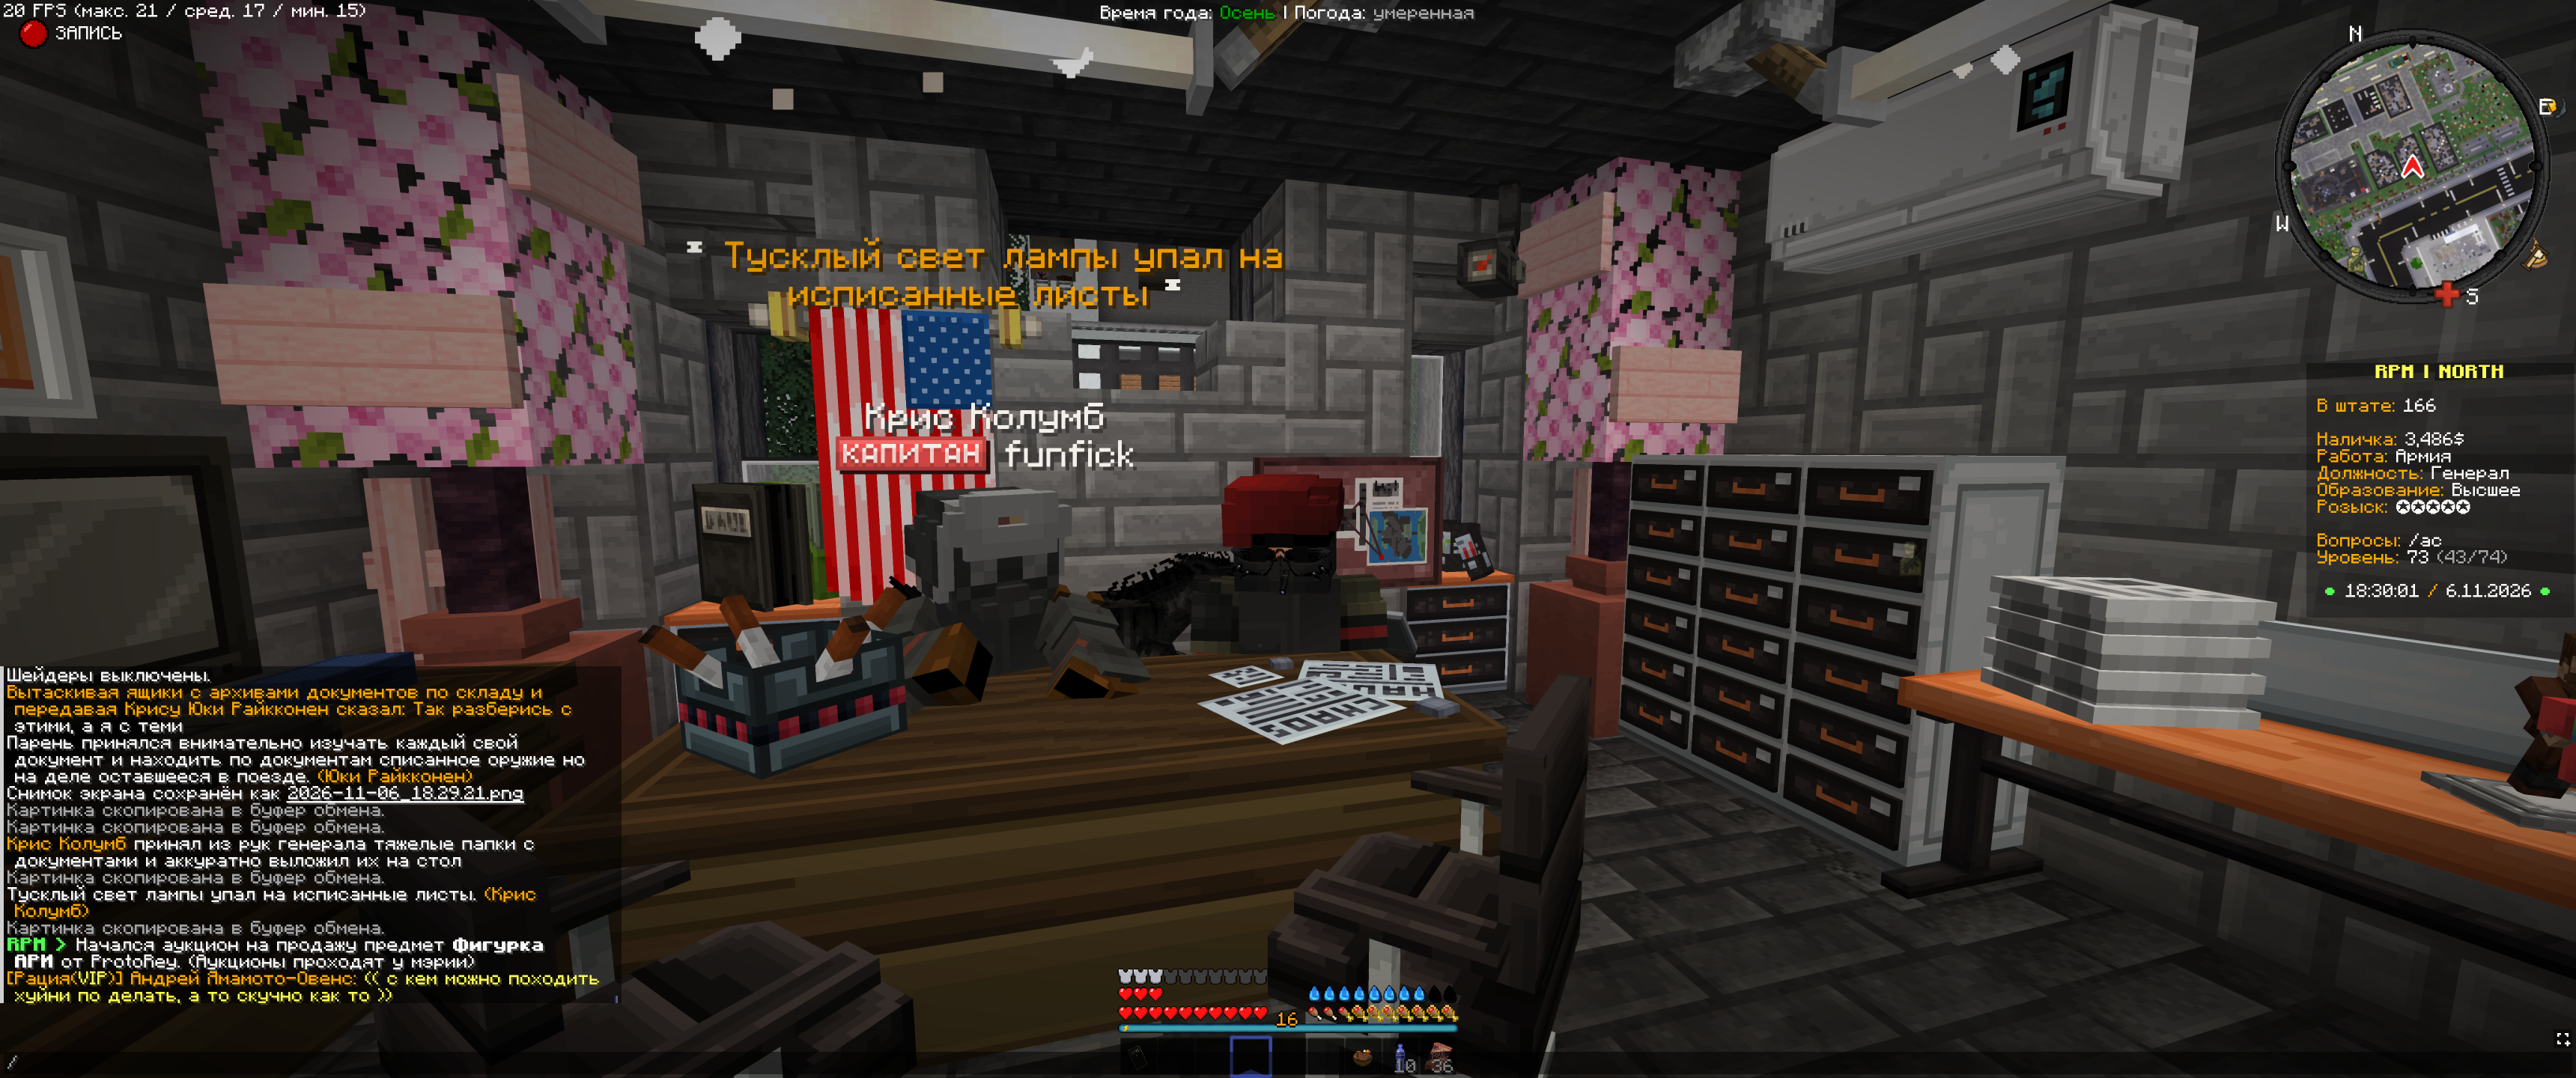 20 FPS (макс. 21 / сред. 17 / мин. 15)
ЗАПИСЬ
Время года: Осень | Погода: умеренная
N
E
W
S
Тусклый свет лампы упал на
исписанные листы
Крис Колумб
КАПИТАН funfick
RPM | NORTH
В штате: 166
Наличка: 3,486$
Работа: Армия
Должность: Генерал
Образование: Высшее
Розыск: ✪✪✪✪✪
Вопросы: /ac
Уровень: 73 (43/74)
18:30:01 / 6.11.2026
Шейдеры выключены.
Вытаскивая ящики с архивами документов по складу и
передавая Крису Юки Райкконен сказал: Так разберись с
этими, а я с теми
Парень принялся внимательно изучать каждый свой
документ и находить по документам списанное оружие но
на деле оставшееся в поезде. (Юки Райкконен)
Снимок экрана сохранён как 2026-11-06_18.29.21.png
Картинка скопирована в буфер обмена.
Картинка скопирована в буфер обмена.
Крис Колумб принял из рук генерала тяжелые папки с
документами и аккуратно выложил их на стол
Картинка скопирована в буфер обмена.
Тусклый свет лампы упал на исписанные листы. (Крис
Колумб)
Картинка скопирована в буфер обмена.
RPM > Начался аукцион на продажу предмет Фигурка
АРМ от ProtoRey. (Аукционы проходят у мэрии)
[Рация(VIP)] Андрей Ямамото-Овенс: (( с кем можно походить
хуйни по делать, а то скучно как то ))
16
10
36
/